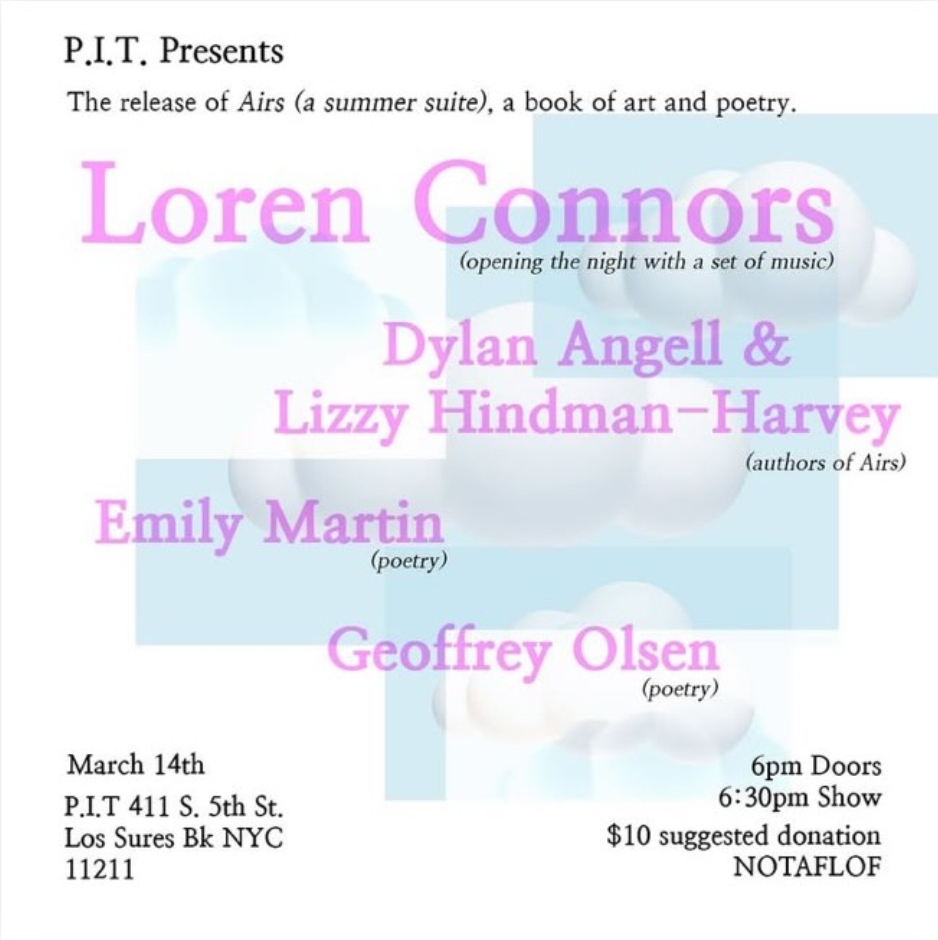 P.I.T. Presents
The release of Airs (a summer suite), a book of art and poetry.
Loren Connors
(opening the night with a set of music)
Dylan Angell &
Lizzy Hindman-Harvey
(authors of Airs)
Emily Martin
(poetry)
Geoffrey Olsen
(poetry)
March 14th
P.I.T 411 S. 5th St.
Los Sures Bk NYC
11211
6pm Doors
6:30pm Show
$10 suggested donation
NOTAFLOF